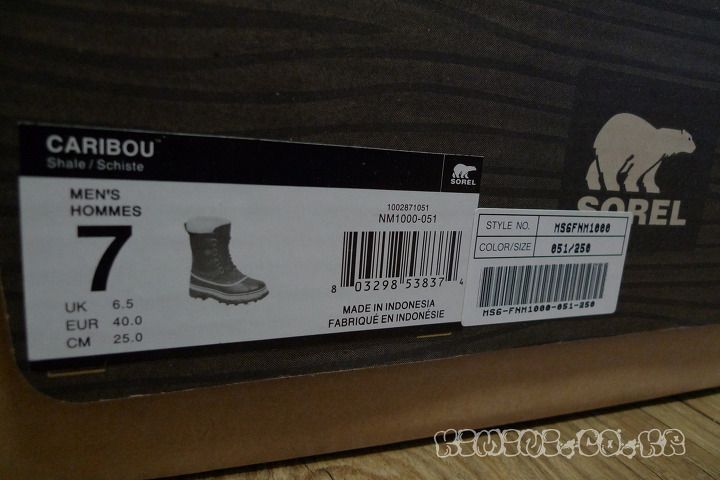 CARIBOU™
Shale / Schiste
SOREL
MEN'S
HOMMES
7
UK 6.5
EUR 40.0
CM 25.0
1002871051
NM1000-051
8 03298 53837 4
MADE IN INDONESIA
FABRIQUÉ EN INDONÉSIE
SOREL
STYLE NO. MS6FNM1000
COLOR/SIZE 051/250
MS6-FNM1000-051-250
kimini.co.kr